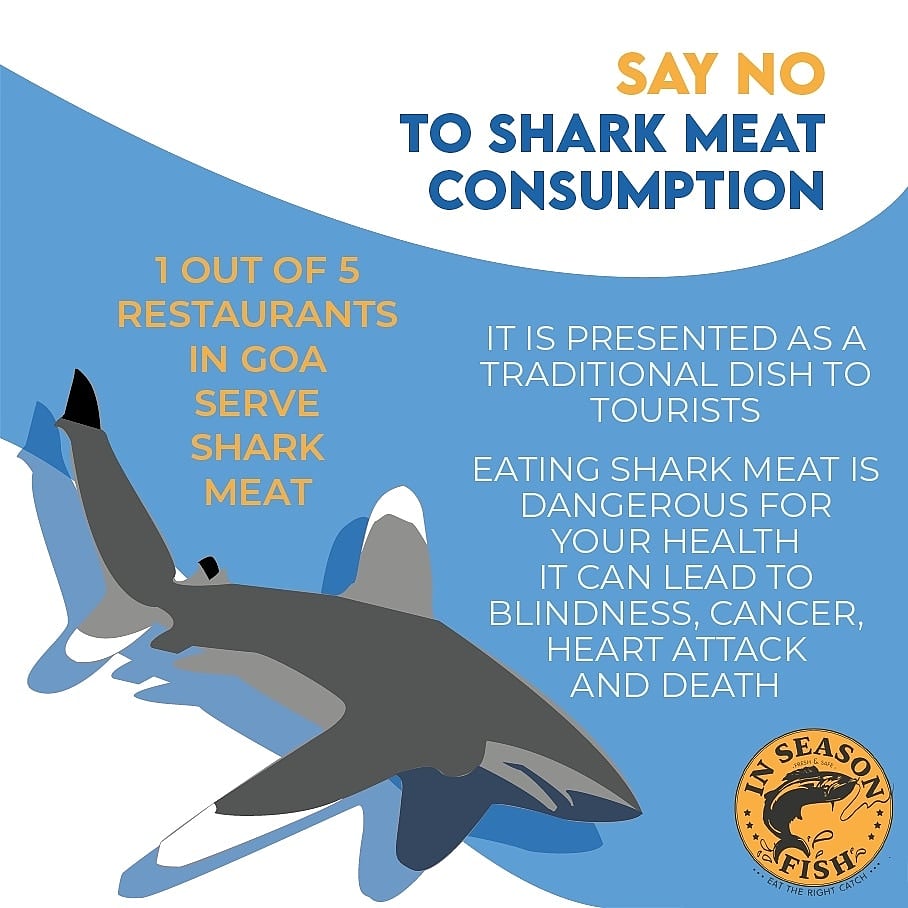 SAY NO
TO SHARK MEAT
CONSUMPTION
1 OUT OF 5
RESTAURANTS
IN GOA
SERVE
SHARK
MEAT
IT IS PRESENTED AS A
TRADITIONAL DISH TO
TOURISTS
EATING SHARK MEAT IS
DANGEROUS FOR
YOUR HEALTH
IT CAN LEAD TO
BLINDNESS, CANCER,
HEART ATTACK
AND DEATH
IN SEASON
FRESH & SAFE
FISH
EAT THE RIGHT CATCH